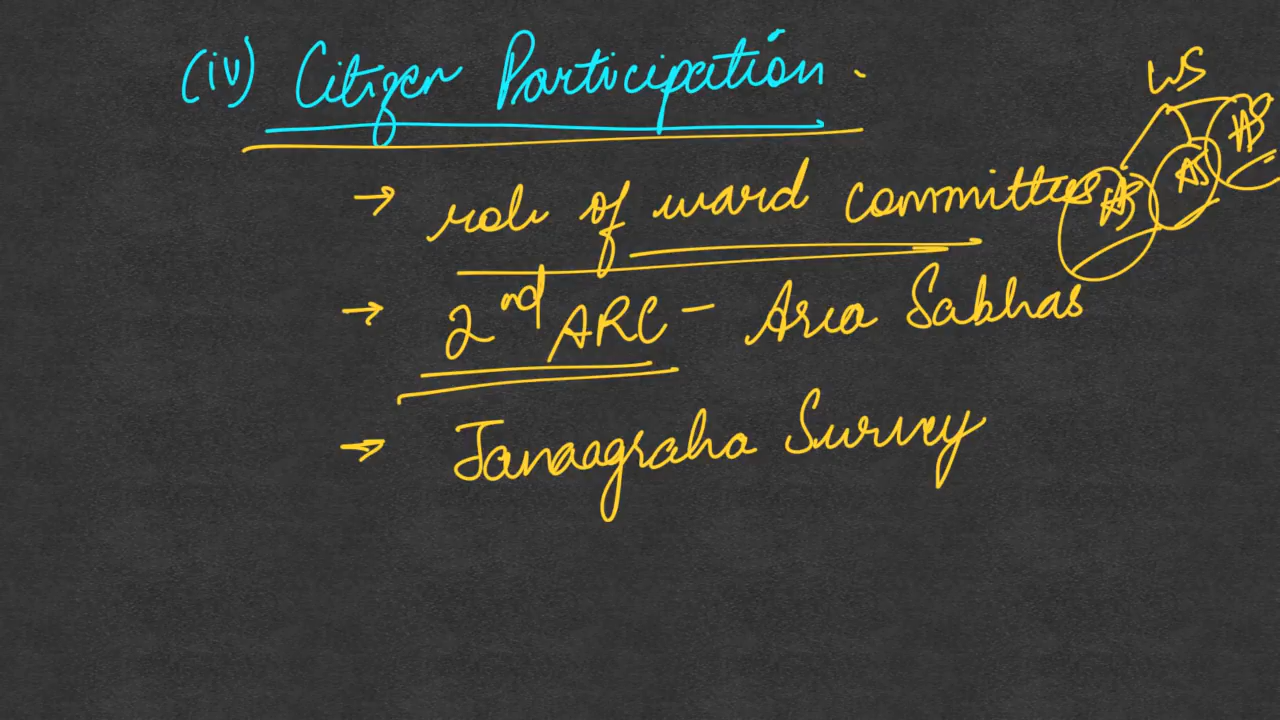 (iv) Citizen Participation.
→ role of ward committees
→ 2nd ARC - Area Sabhas
→ Janaagraha Survey
WS
AS AS AS